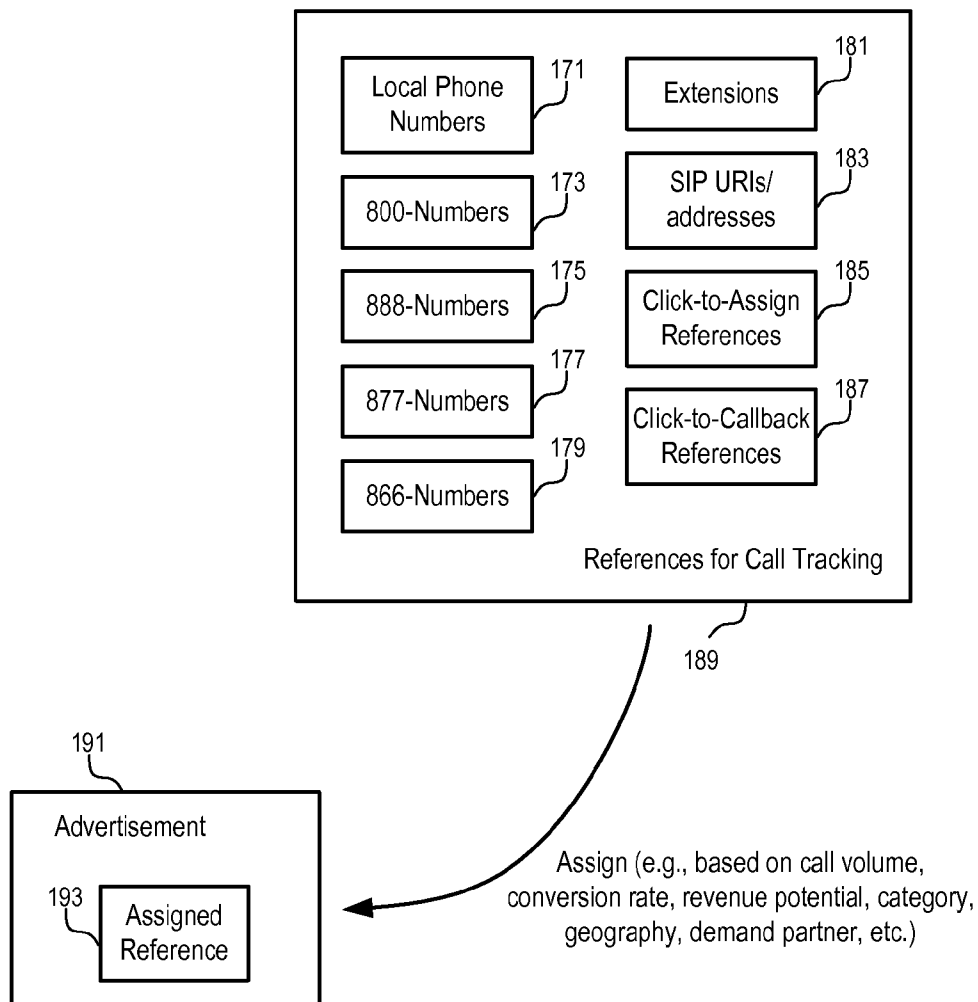 171
Local Phone
Numbers
173
800-Numbers
175
888-Numbers
177
877-Numbers
179
866-Numbers
181
Extensions
183
SIP URIs/
addresses
185
Click-to-Assign
References
187
Click-to-Callback
References
References for Call Tracking
189
191
Advertisement
193
Assigned
Reference
Assign (e.g., based on call volume,
conversion rate, revenue potential, category,
geography, demand partner, etc.)